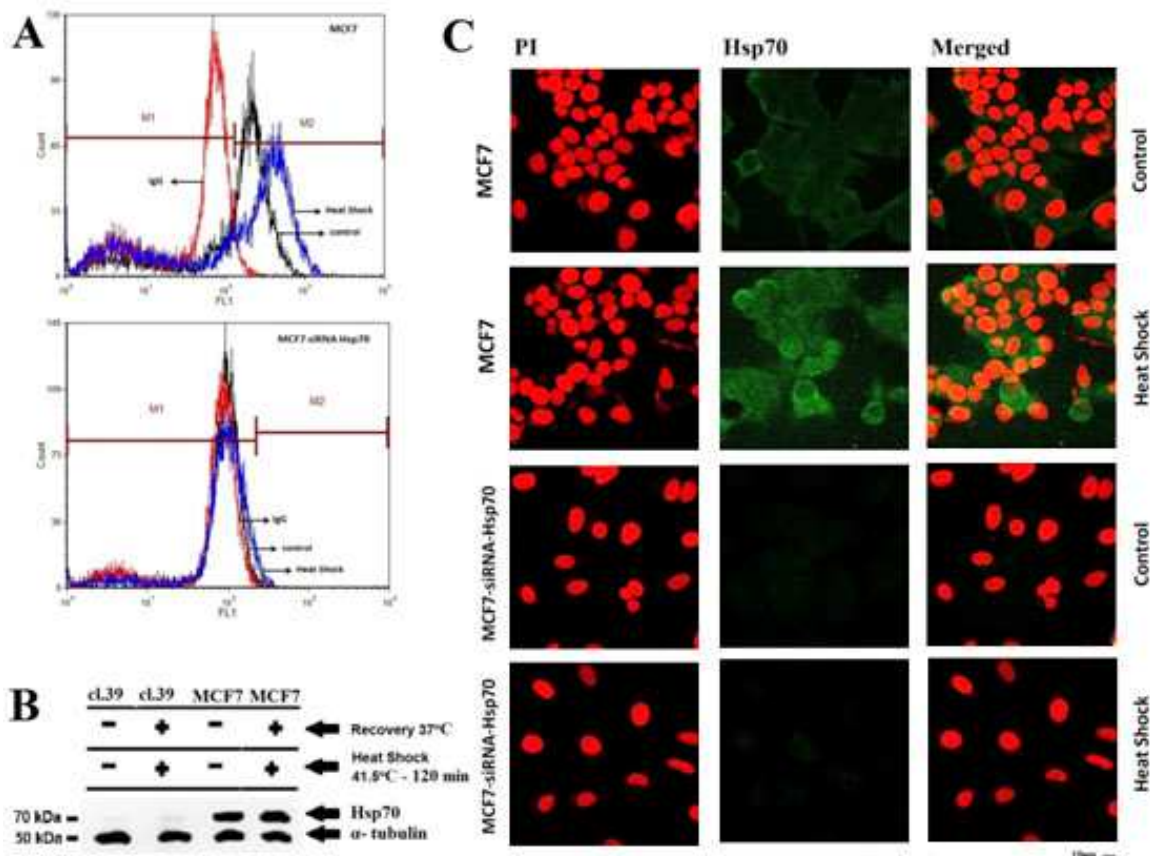 A
MCF7
M1
M2
IgG
Heat Shock
control
Count
FL1
MCF7 siRNA Hsp70
M1
M2
IgG
control
Heat Shock
Count
FL1
B
cl.39 cl.39 MCF7 MCF7
- + - + Recovery 37°C
- + - + Heat Shock
41.5°C - 120 min
70 kDa Hsp70
50 kDa α- tubulin
C
PI Hsp70 Merged
MCF7 Control
MCF7 Heat Shock
MCF7-siRNA-Hsp70 Control
MCF7-siRNA-Hsp70 Heat Shock